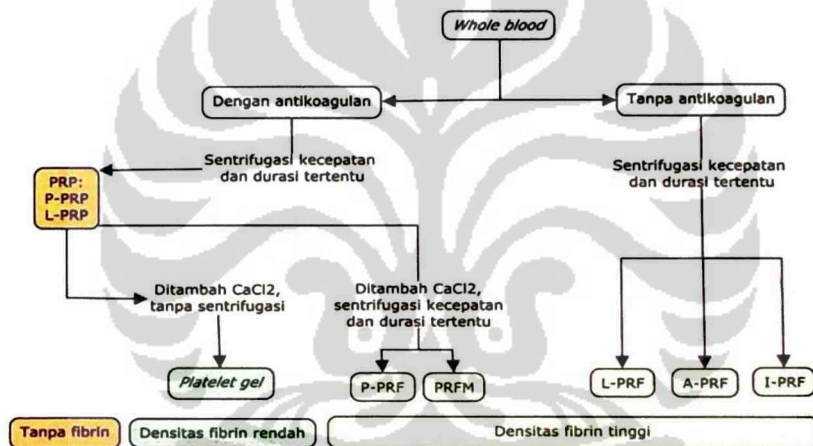 Whole blood
Dengan antikoagulan
Tanpa antikoagulan
Sentrifugasi kecepatan
dan durasi tertentu
Sentrifugasi kecepatan
dan durasi tertentu
PRP:
P-PRP
L-PRP
Ditambah CaCl2,
tanpa sentrifugasi
Ditambah CaCl2,
sentrifugasi kecepatan
dan durasi tertentu
Platelet gel
P-PRF
PRFM
L-PRF
A-PRF
I-PRF
Tanpa fibrin
Densitas fibrin rendah
Densitas fibrin tinggi